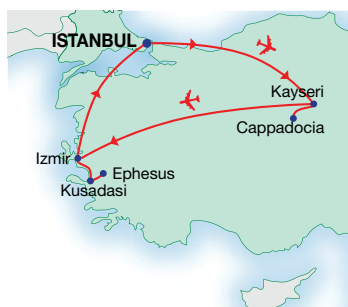 ISTANBUL
Kayseri
Cappadocia
Izmir
Ephesus
Kusadasi